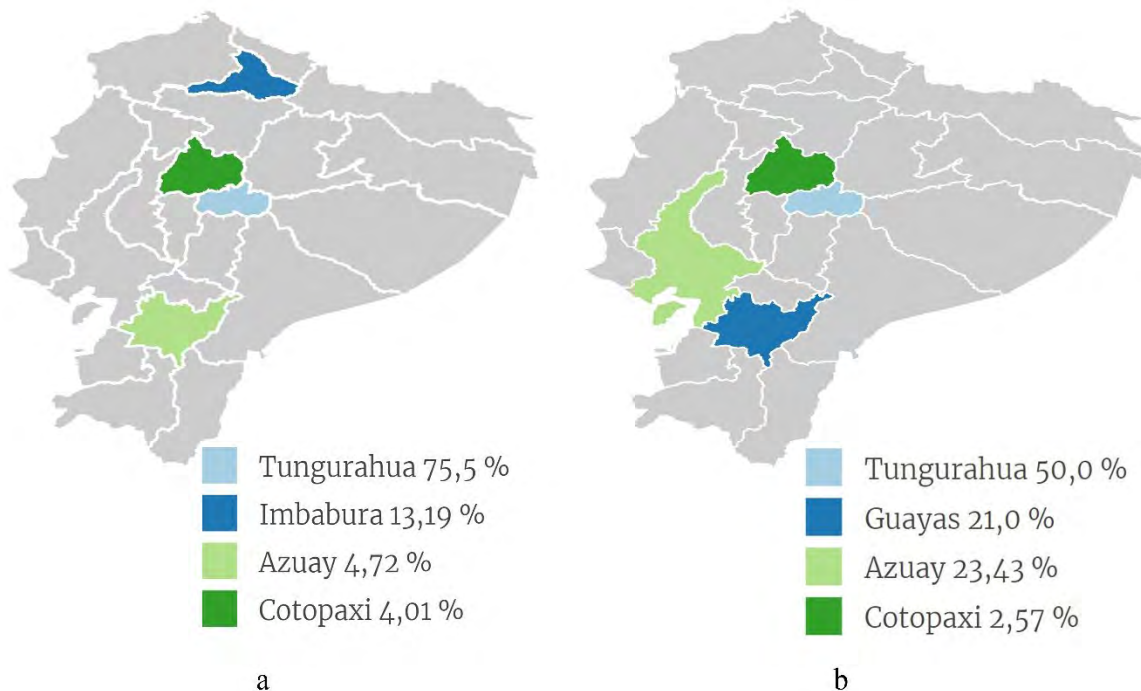 Tungurahua 75,5 %
Imbabura 13,19 %
Azuay 4,72 %
Cotopaxi 4,01 %
a
Tungurahua 50,0 %
Guayas 21,0 %
Azuay 23,43 %
Cotopaxi 2,57 %
b